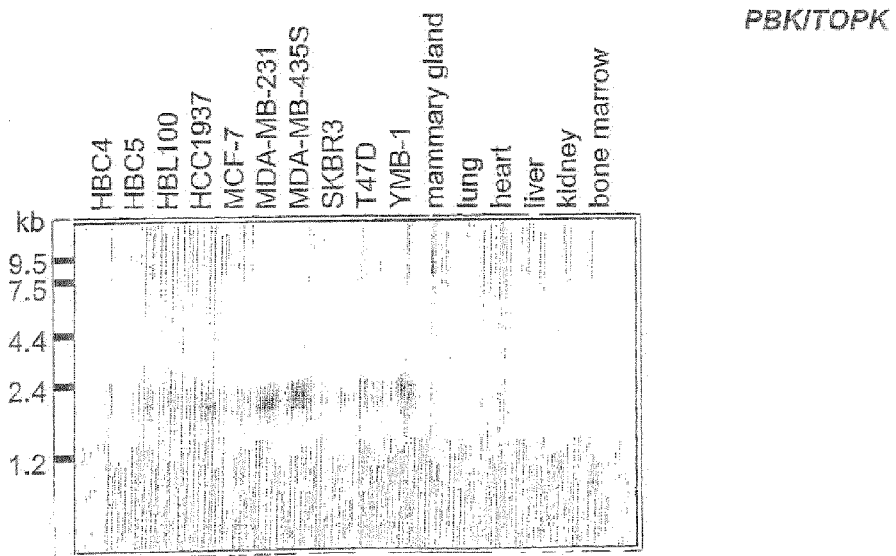 PBK/TOPK
HBC4
HBC5
HBL100
HCC1937
MCF-7
MDA-MB-231
MDA-MB-435S
SKBR3
T47D
YMB-1
mammary gland
lung
heart
liver
kidney
bone marrow
kb
9.5
7.5
4.4
2.4
1.2